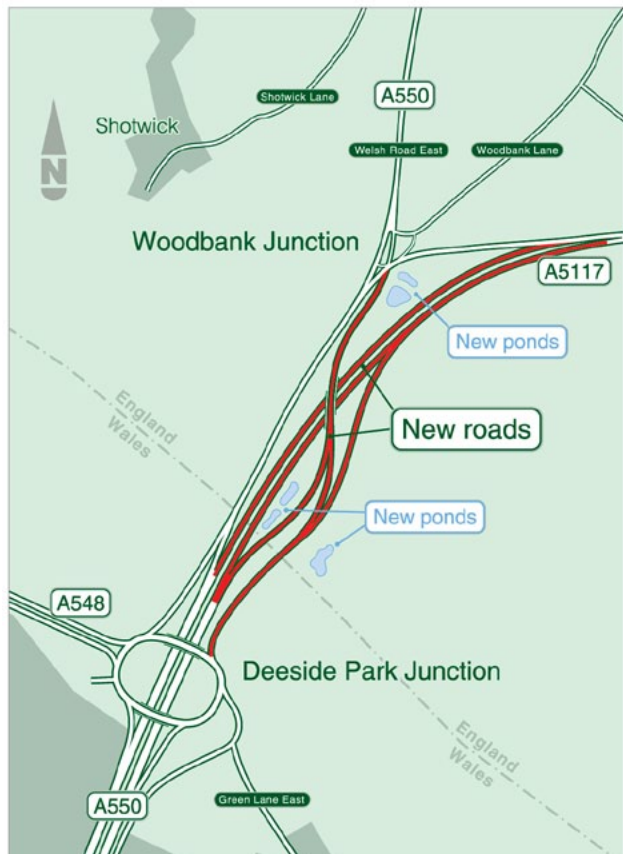 Shotwick Lane
A550
Shotwick
Welsh Road East
Woodbank Lane
N
Woodbank Junction
A5117
New ponds
England
Wales
New roads
New ponds
A548
Deeside Park Junction
England
Wales
A550
Green Lane East